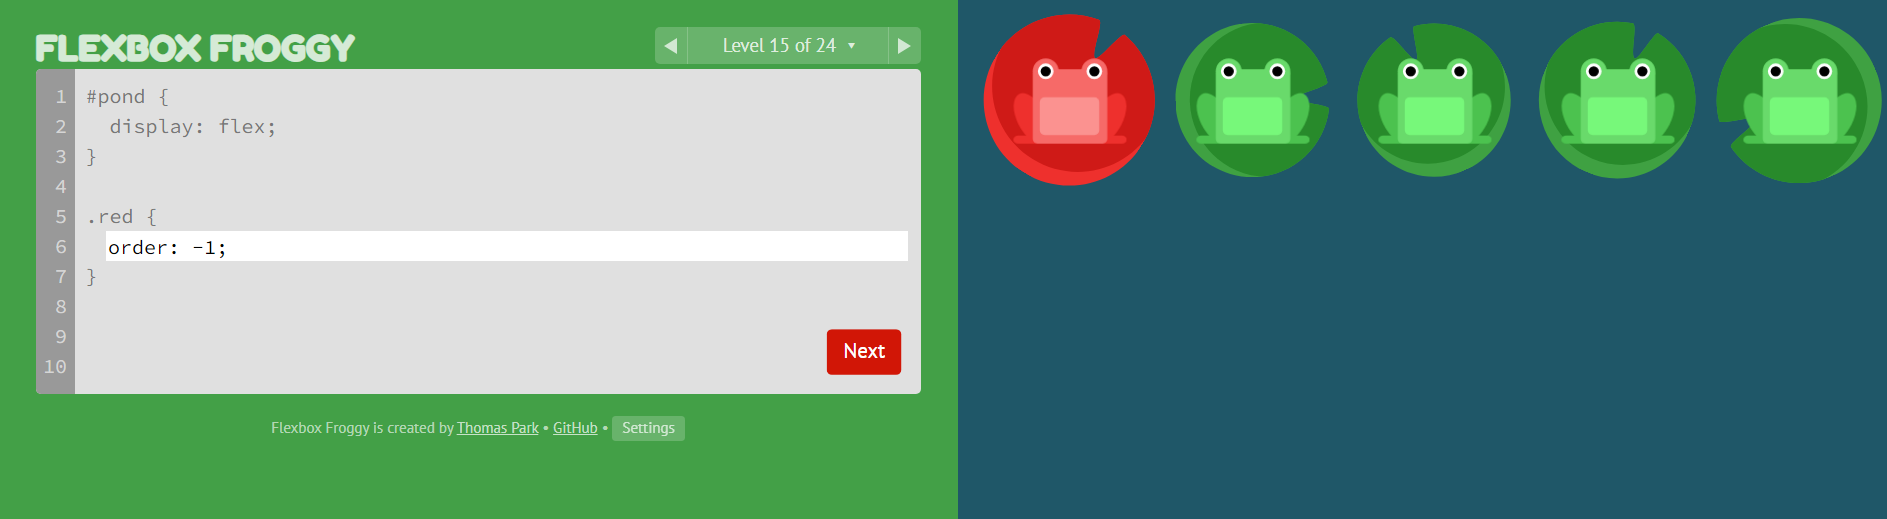 FLEXBOX FROGGY
◀ Level 15 of 24 ▼ ▶
1 #pond {
2   display: flex;
3 }
4
5 .red {
6   order: -1;
7 }
8
9
10
Next
Flexbox Froggy is created by Thomas Park • GitHub • Settings